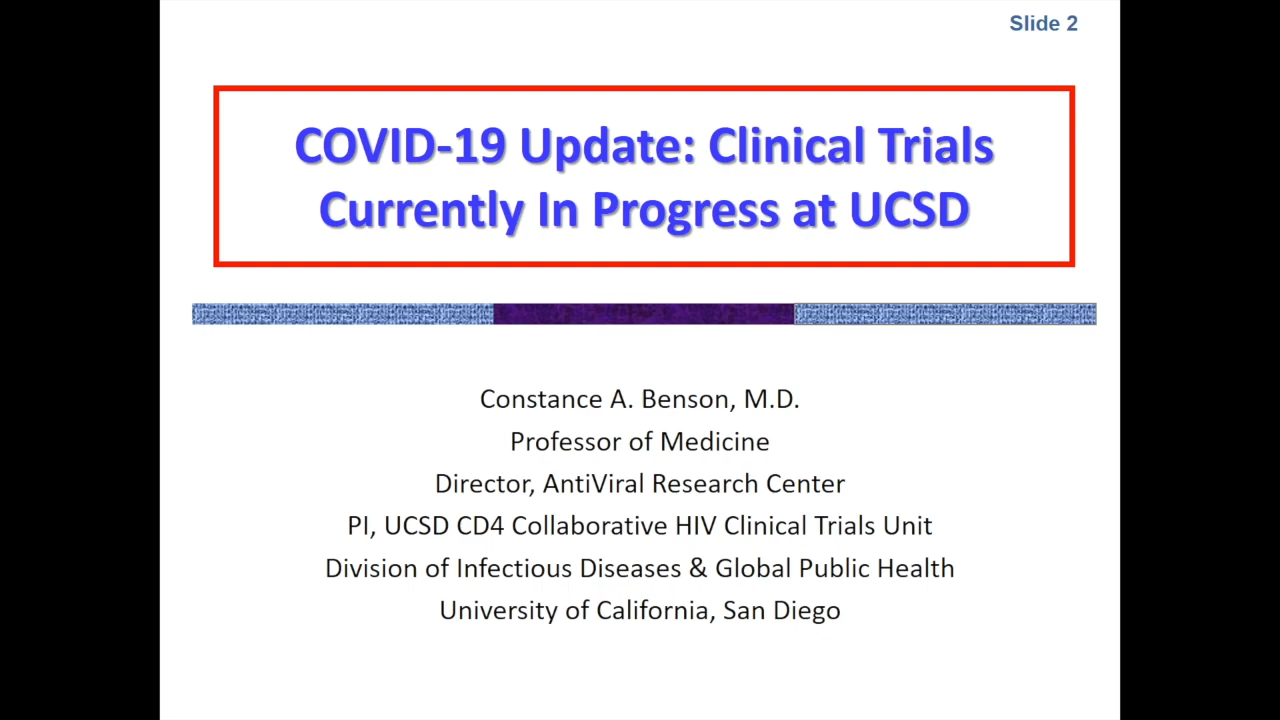 Slide 2
COVID-19 Update: Clinical Trials
Currently In Progress at UCSD
Constance A. Benson, M.D.
Professor of Medicine
Director, AntiViral Research Center
PI, UCSD CD4 Collaborative HIV Clinical Trials Unit
Division of Infectious Diseases & Global Public Health
University of California, San Diego